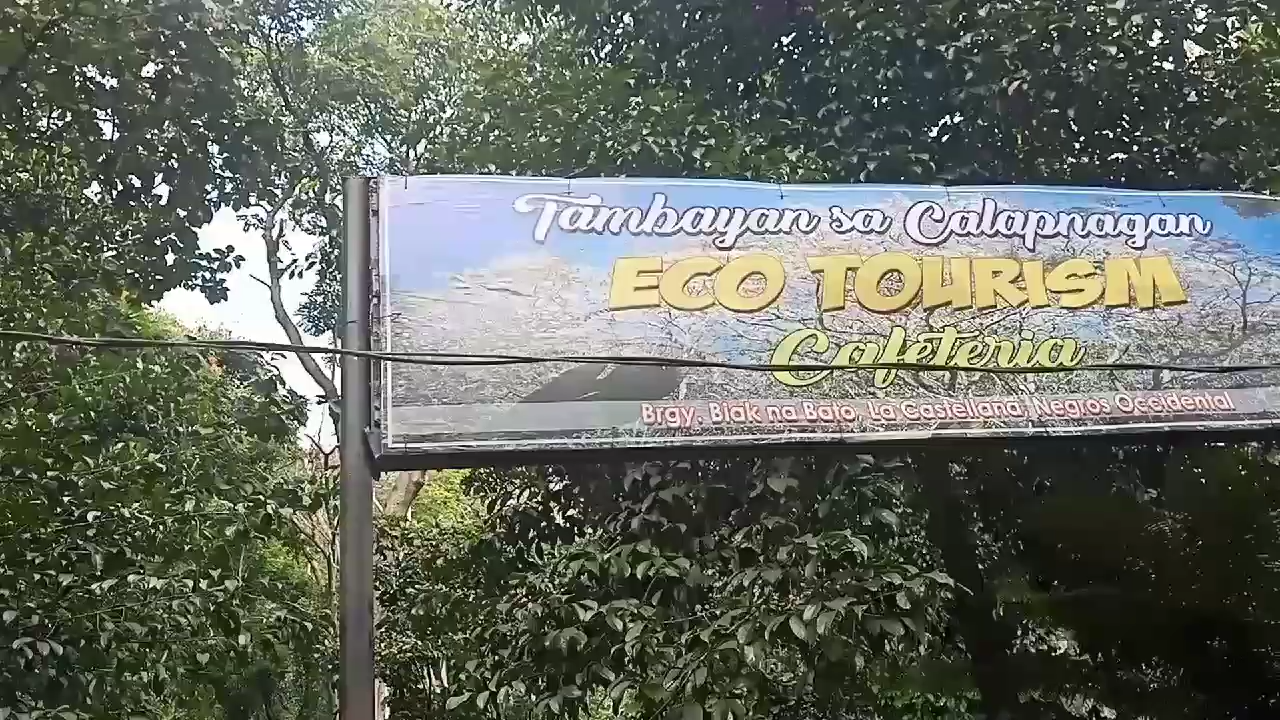 Tambayan sa Calapnagan
ECO TOURISM
Cafeteria
Brgy. Biak na Bato, La Castellana, Negros Occidental